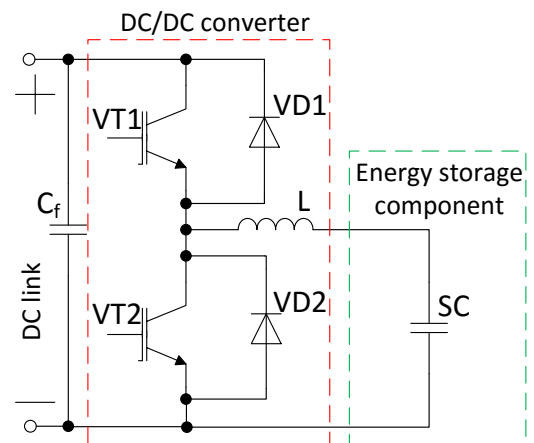 DC/DC converter
VT1
VD1
Energy storage
component
L
Cf
DC link
VT2
VD2
SC